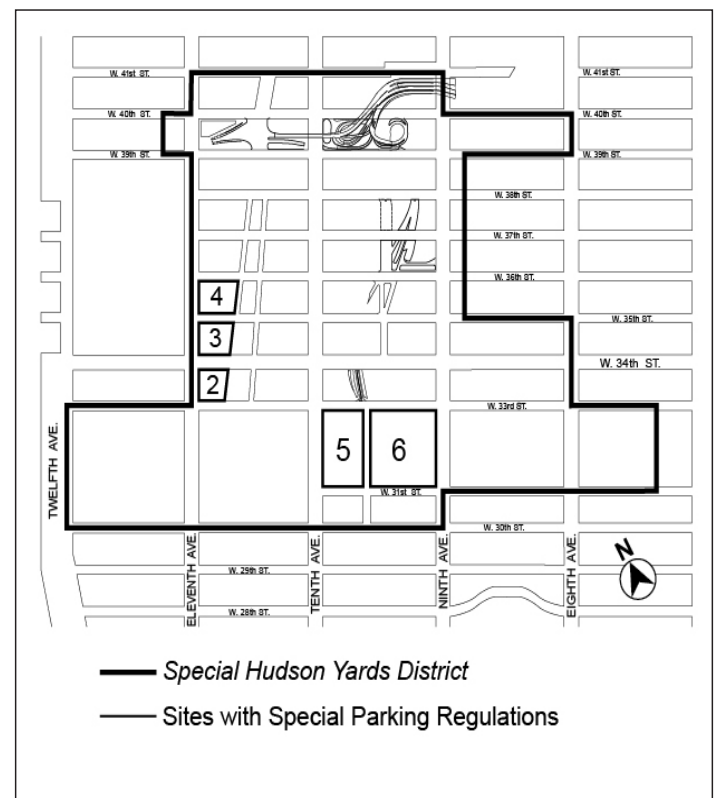 W. 41st ST.
W. 41st ST.
W. 40th ST.
W. 40th ST.
W. 39th ST.
W. 39th ST.
W. 38th ST.
W. 37th ST.
W. 36th ST.
4
W. 35th ST.
3
W. 34th ST.
2
W. 33rd ST.
5
6
W. 31st ST.
W. 30th ST.
TWELFTH AVE.
ELEVENTH AVE.
TENTH AVE.
NINTH AVE.
EIGHTH AVE.
N
W. 29th ST.
W. 28th ST.
Special Hudson Yards District
Sites with Special Parking Regulations